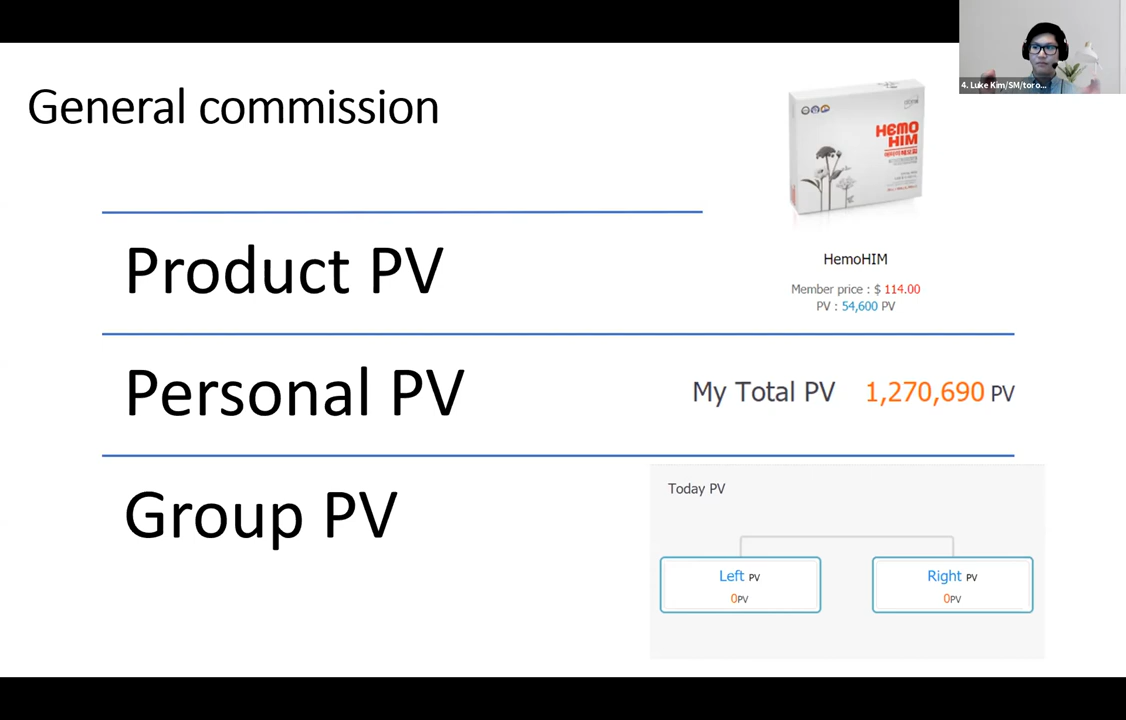 4. Luke Kim/SM/toro...
General commission
HEMO
HIM
Product PV
HemoHIM
Member price : $ 114.00
PV : 54,600 PV
Personal PV
My Total PV 1,270,690 PV
Group PV
Today PV
Left PV
0PV
Right PV
0PV